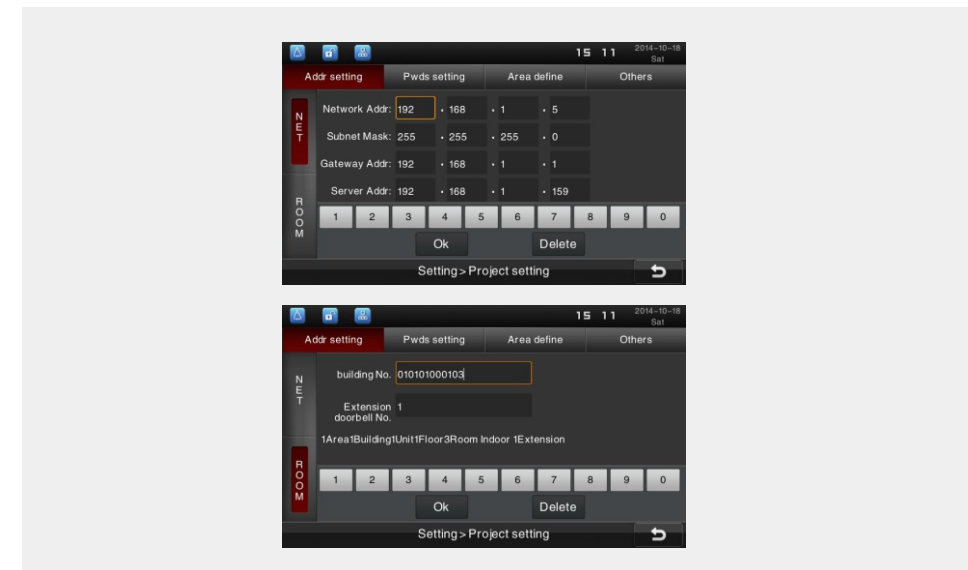 15 11 2014-10-18 Sat
Addr setting Pwds setting Area define Others
NET
Network Addr: 192 . 168 . 1 . 5
Subnet Mask: 255 . 255 . 255 . 0
Gateway Addr: 192 . 168 . 1 . 1
Server Addr: 192 . 168 . 1 . 159
ROOM
1 2 3 4 5 6 7 8 9 0
Ok Delete
Setting > Project setting
15 11 2014-10-18 Sat
Addr setting Pwds setting Area define Others
NET
building No. 010101000103
Extension doorbell No. 1
1Area1Building1Unit1Floor3Room Indoor 1Extension
ROOM
1 2 3 4 5 6 7 8 9 0
Ok Delete
Setting > Project setting